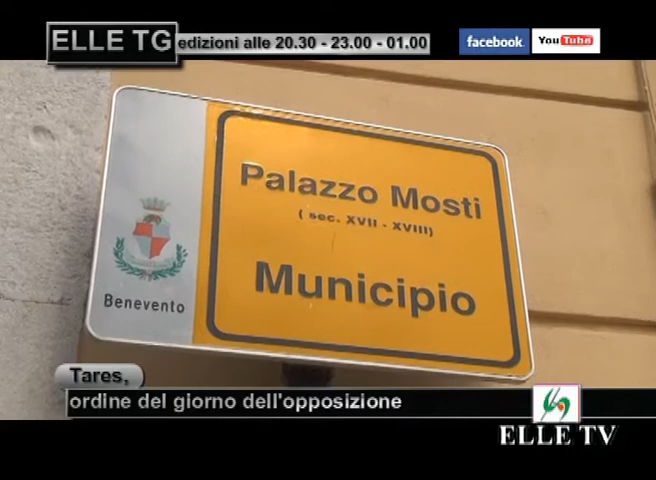 ELLE TG
edizioni alle 20.30 - 23.00 - 01.00
facebook
YouTube
Palazzo Mosti
( sec. XVII - XVIII)
Benevento
Municipio
Tares,
ordine del giorno dell'opposizione
ELLE TV